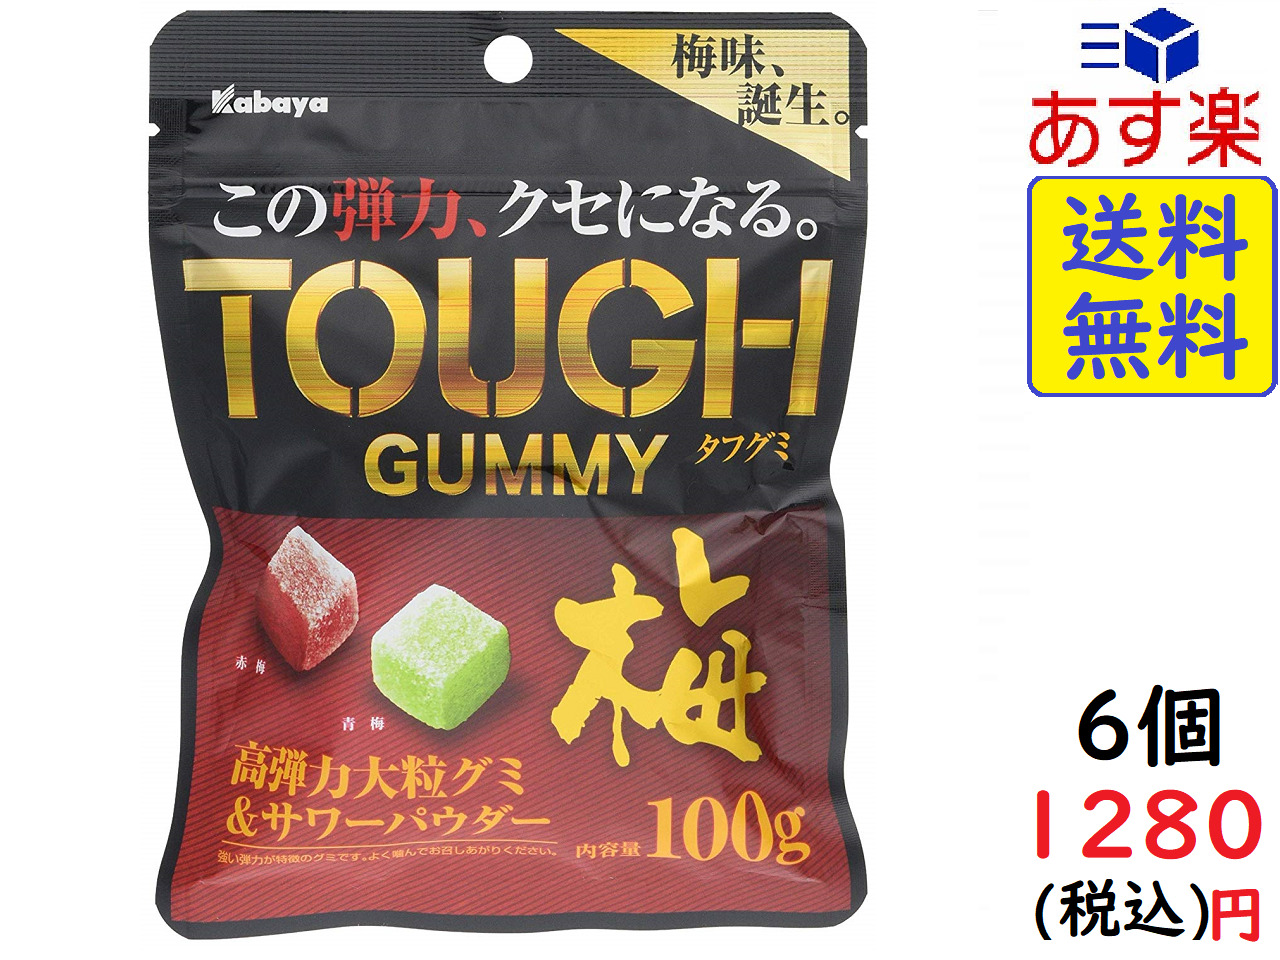 Kabaya
梅味、
誕生。
この弾力、クセになる。
TOUGH
GUMMY タフグミ
梅
赤梅
青梅
高弾力大粒グミ
&サワーパウダー
強い弾力が特徴のグミです。よく噛んでお召しあがりください。
内容量100g
あす楽
送料
無料
6個
1280
(税込)円